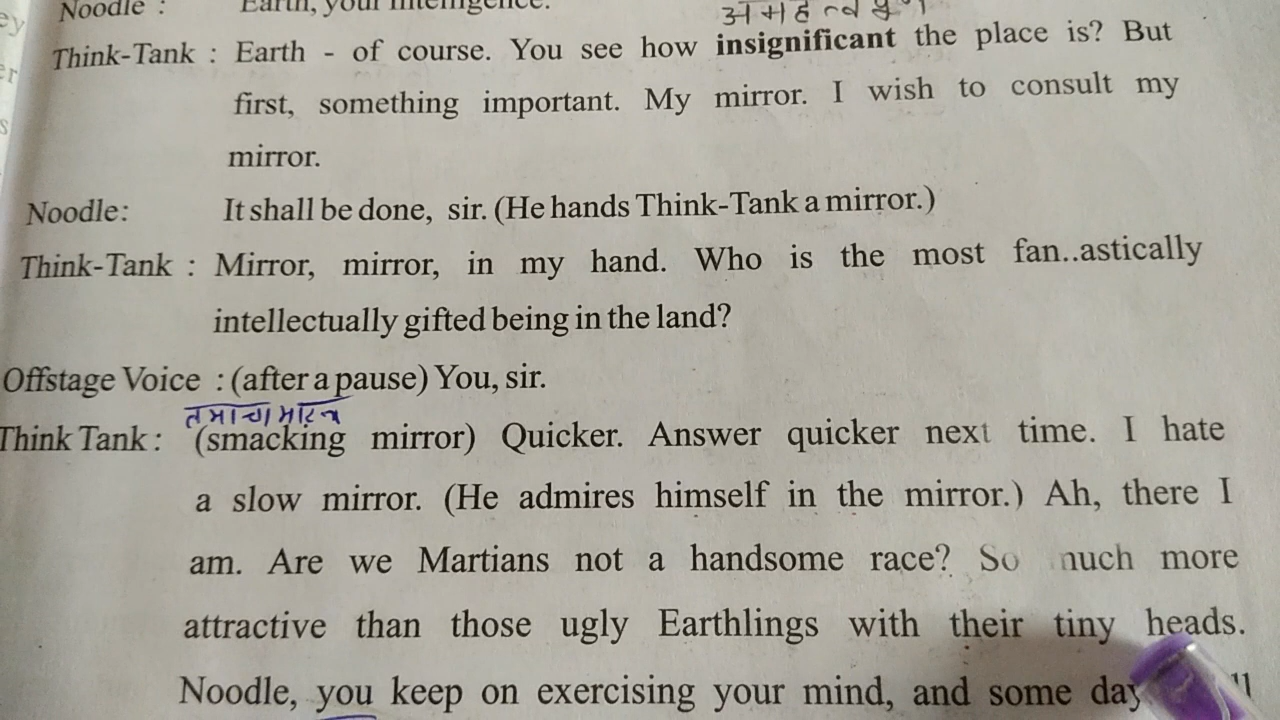 Noodle : Earth, your intelligence.
अमहत्वपूर्ण
Think-Tank : Earth - of course. You see how insignificant the place is? But
first, something important. My mirror. I wish to consult my
mirror.
Noodle: It shall be done, sir. (He hands Think-Tank a mirror.)
Think-Tank : Mirror, mirror, in my hand. Who is the most fan..astically
intellectually gifted being in the land?
Offstage Voice : (after a pause) You, sir.
Think Tank : (smacking mirror) Quicker. Answer quicker next time. I hate
a slow mirror. (He admires himself in the mirror.) Ah, there I
am. Are we Martians not a handsome race? So much more
attractive than those ugly Earthlings with their tiny heads.
Noodle, you keep on exercising your mind, and some day